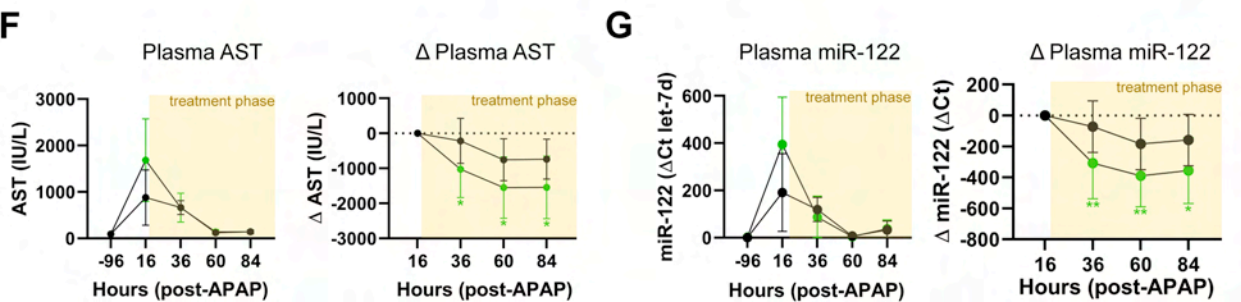 F
Plasma AST
AST (IU/L)
3000
2000
1000
0
treatment phase
-96 16 36 60 84
Hours (post-APAP)
Δ Plasma AST
Δ AST (IU/L)
1000
0
-1000
-2000
-3000
treatment phase
* * *
16 36 60 84
Hours (post-APAP)
G
Plasma miR-122
miR-122 (ΔCt let-7d)
600
400
200
0
treatment phase
-96 16 36 60 84
Hours (post-APAP)
Δ Plasma miR-122
Δ miR-122 (ΔCt)
200
0
-200
-400
-600
-800
treatment phase
** ** *
16 36 60 84
Hours (post-APAP)